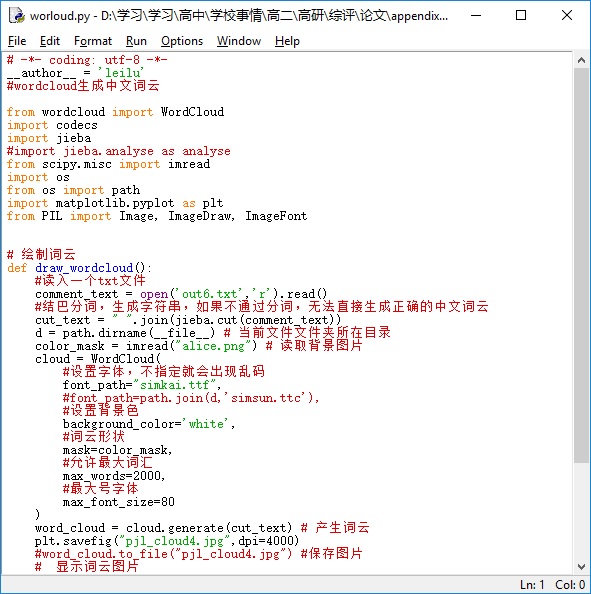 worloud.py - D:\学习\学习\高中\学校事情\高二\高研\综评\论文\appendix...
File Edit Format Run Options Window Help
# -*- coding: utf-8 -*-
__author__ = 'leilu'
#wordcloud生成中文词云

from wordcloud import WordCloud
import codecs
import jieba
#import jieba.analyse as analyse
from scipy.misc import imread
import os
from os import path
import matplotlib.pyplot as plt
from PIL import Image, ImageDraw, ImageFont


# 绘制词云
def draw_wordcloud():
    #读入一个txt文件
    comment_text = open('out6.txt','r').read()
    #结巴分词，生成字符串，如果不通过分词，无法直接生成正确的中文词云
    cut_text = " ".join(jieba.cut(comment_text))
    d = path.dirname(__file__) # 当前文件文件夹所在目录
    color_mask = imread("alice.png") # 读取背景图片
    cloud = WordCloud(
        #设置字体，不指定就会出现乱码
        font_path="simkai.ttf",
        #font_path=path.join(d,'simsun.ttc'),
        #设置背景色
        background_color='white',
        #词云形状
        mask=color_mask,
        #允许最大词汇
        max_words=2000,
        #最大号字体
        max_font_size=80
    )
    word_cloud = cloud.generate(cut_text) # 产生词云
    plt.savefig("pjl_cloud4.jpg",dpi=4000)
    #word_cloud.to_file("pjl_cloud4.jpg") #保存图片
    #  显示词云图片
Ln: 1 Col: 0